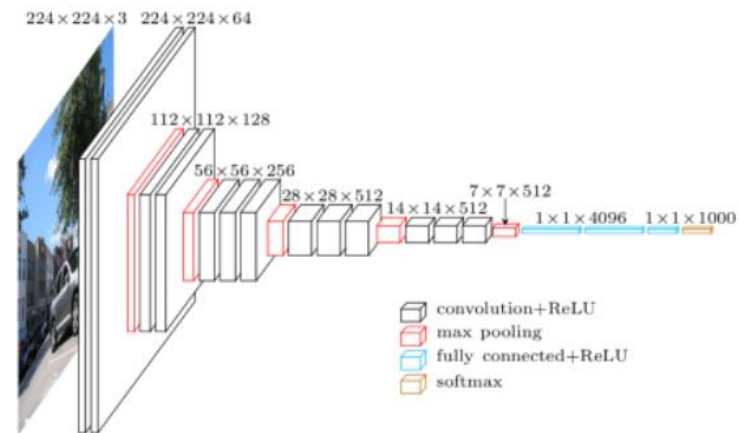 224×224×3
224×224×64
112×112×128
56×56×256
28×28×512
14×14×512
7×7×512
1×1×4096
1×1×1000
convolution+ReLU
max pooling
fully connected+ReLU
softmax